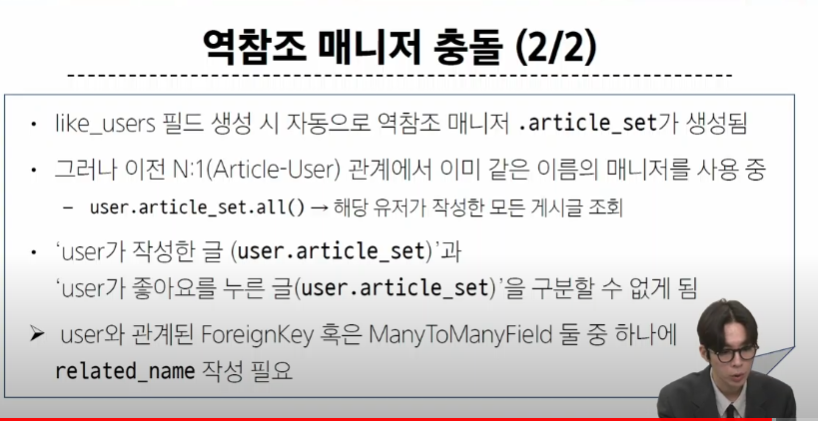 역참조 매니저 충돌 (2/2)
• like_users 필드 생성 시 자동으로 역참조 매니저 .article_set가 생성됨
• 그러나 이전 N:1(Article-User) 관계에서 이미 같은 이름의 매니저를 사용 중
– user.article_set.all() → 해당 유저가 작성한 모든 게시글 조회
• ‘user가 작성한 글 (user.article_set)’과
‘user가 좋아요를 누른 글(user.article_set)’을 구분할 수 없게 됨
➤ user와 관계된 ForeignKey 혹은 ManyToManyField 둘 중 하나에
related_name 작성 필요